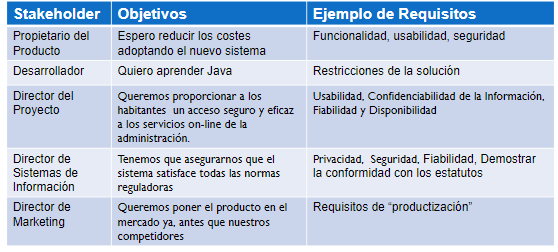 Stakeholder Objetivos Ejemplo de Requisitos
Propietario del Producto Espero reducir los costes adoptando el nuevo sistema Funcionalidad, usabilidad, seguridad
Desarrollador Quiero aprender Java Restricciones de la solución
Director del Proyecto Queremos proporcionar a los habitantes un acceso seguro y eficaz a los servicios on-line de la administración. Usabilidad, Confidenciabilidad de la Información, Fiabilidad y Disponibilidad
Director de Sistemas de Información Tenemos que asegurarnos que el sistema satisface todas las normas reguladoras Privacidad, Seguridad, Fiabilidad, Demostrar la conformidad con los estatutos
Director de Marketing Queremos poner el producto en el mercado ya, antes que nuestros competidores Requisitos de “productización”